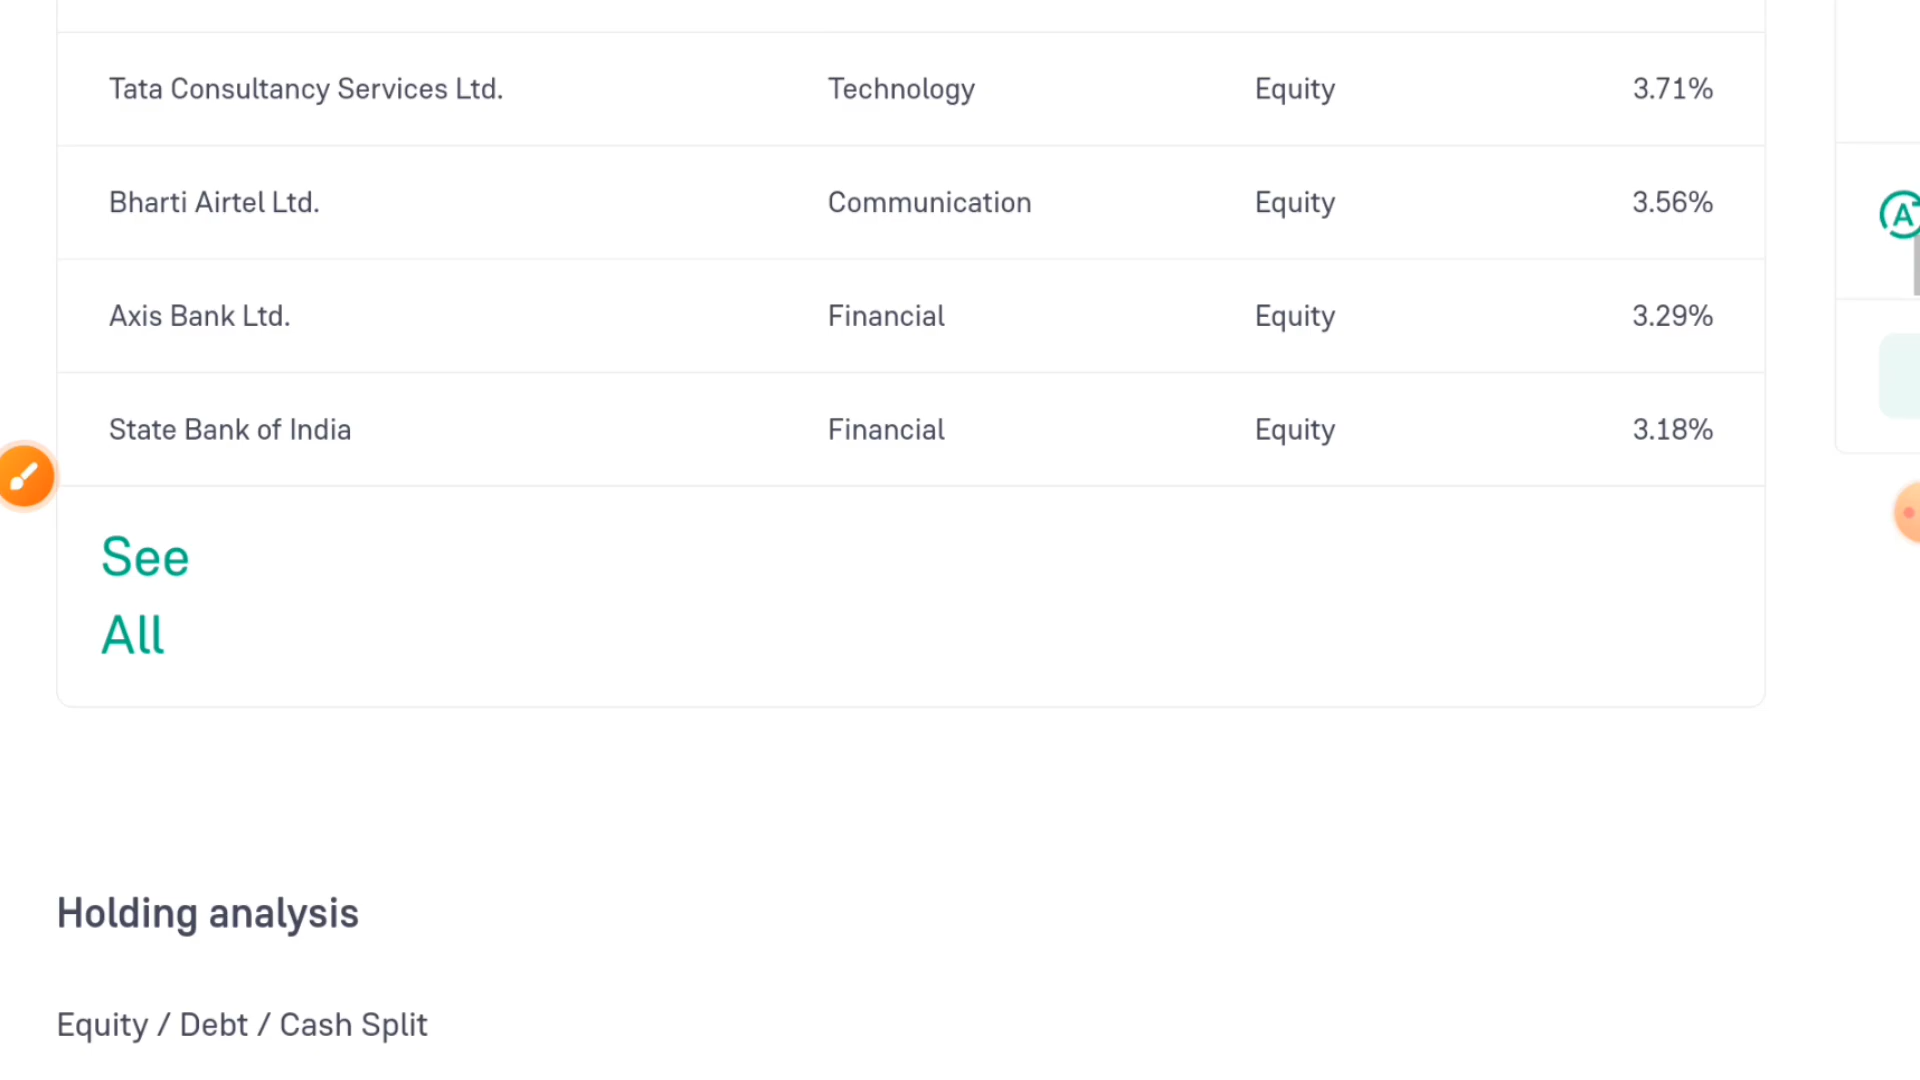 Tata Consultancy Services Ltd. Technology Equity 3.71%
Bharti Airtel Ltd. Communication Equity 3.56%
A
Axis Bank Ltd. Financial Equity 3.29%
State Bank of India Financial Equity 3.18%
See
All
Holding analysis
Equity / Debt / Cash Split